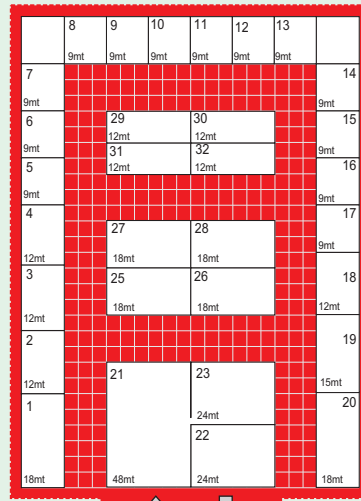 8 9 10 11 12 13
9mt 9mt 9mt 9mt 9mt
7 14
9mt 9mt
6 29 30 15
9mt 12mt 12mt 9mt
31 32
12mt 12mt
5 16
9mt 9mt
4 27 28 17
12mt 18mt 18mt 9mt
3 25 26 18
12mt 18mt 18mt 12mt
2 19
12mt 15mt
21 23
24mt
1 20
22
18mt 48mt 24mt 18mt